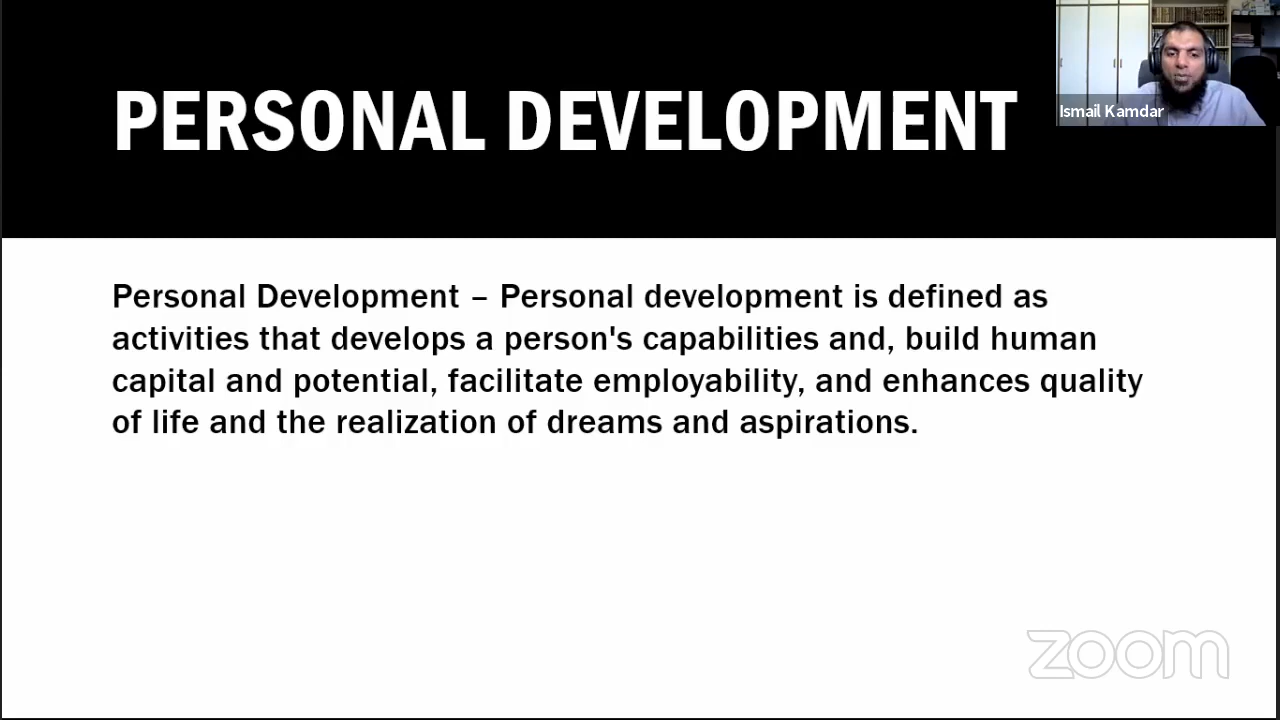 PERSONAL DEVELOPMENT
Ismail Kamdar
Personal Development – Personal development is defined as
activities that develops a person's capabilities and, build human
capital and potential, facilitate employability, and enhances quality
of life and the realization of dreams and aspirations.
zoom